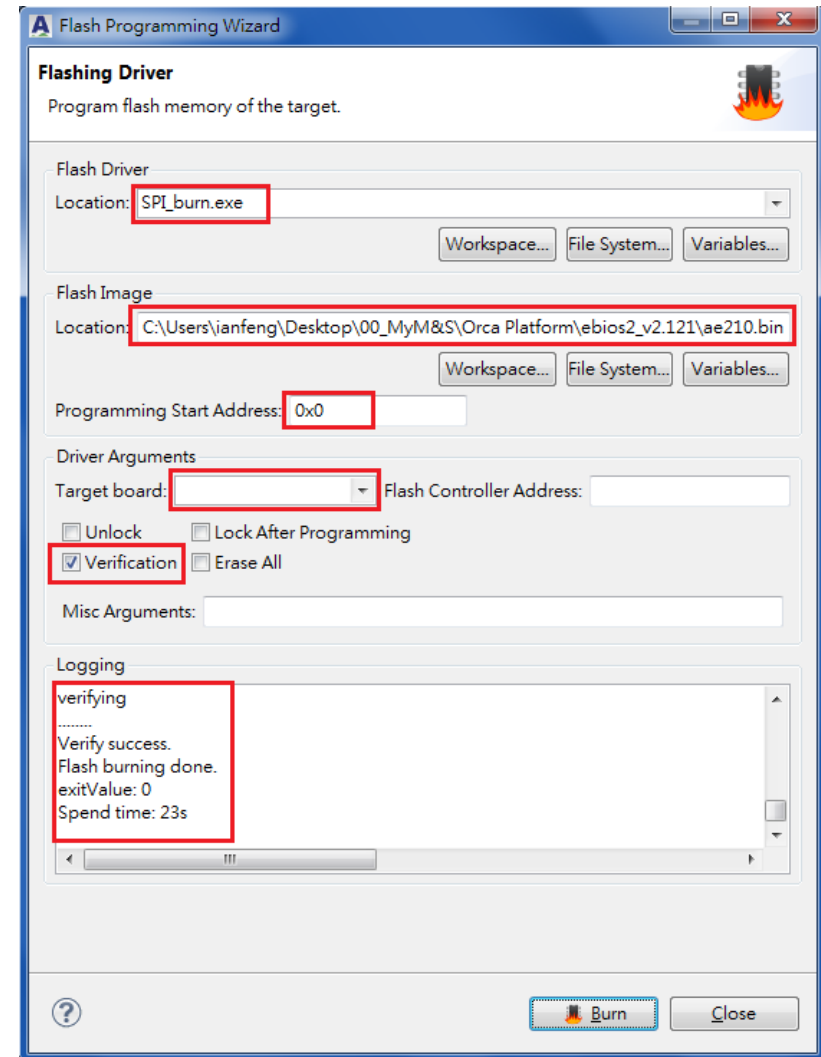 Flash Programming Wizard
Flashing Driver
Program flash memory of the target.
Flash Driver
Location: SPI_burn.exe
Workspace... File System... Variables...
Flash Image
Location: C:\Users\ianfeng\Desktop\00_MyM&S\Orca Platform\ebios2_v2.121\ae210.bin
Workspace... File System... Variables...
Programming Start Address: 0x0
Driver Arguments
Target board: Flash Controller Address:
Unlock Lock After Programming
Verification Erase All
Misc Arguments:
Logging
verifying
........
Verify success.
Flash burning done.
exitValue: 0
Spend time: 23s
Burn Close